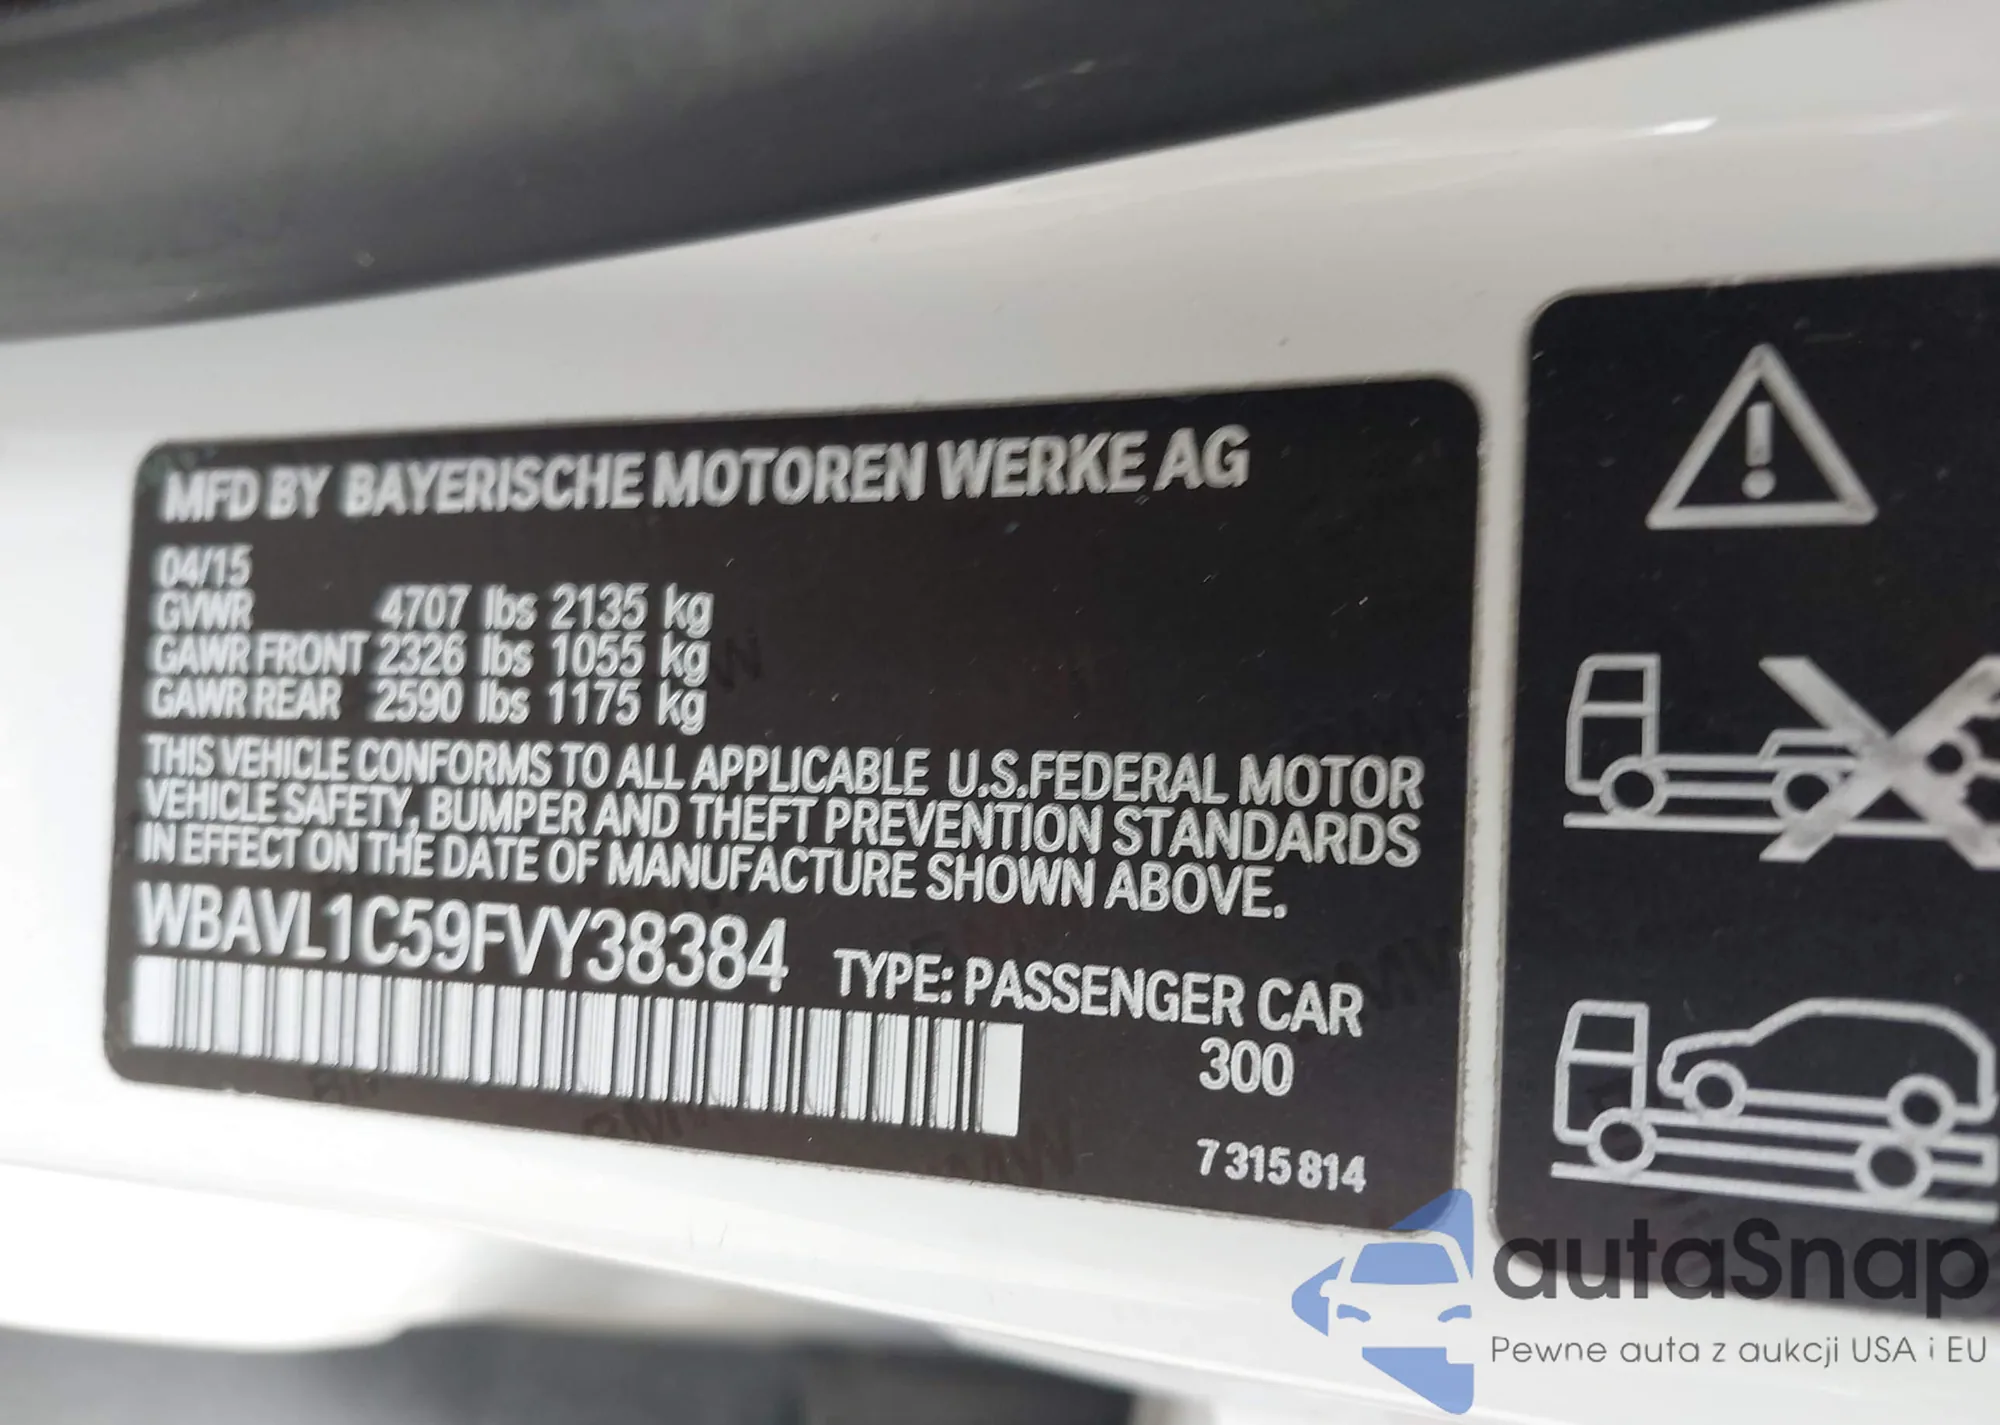 MFD BY BAYERISCHE MOTOREN WERKE AG
04/15
GVWR 4707 lbs 2135 kg
GAWR FRONT 2326 lbs 1055 kg
GAWR REAR 2590 lbs 1175 kg
THIS VEHICLE CONFORMS TO ALL APPLICABLE U.S.FEDERAL MOTOR
VEHICLE SAFETY, BUMPER AND THEFT PREVENTION STANDARDS
IN EFFECT ON THE DATE OF MANUFACTURE SHOWN ABOVE.
WBAVL1C59FVY38384 TYPE: PASSENGER CAR
300
7 315 814
autaSnap
Pewne auta z aukcji USA i EU